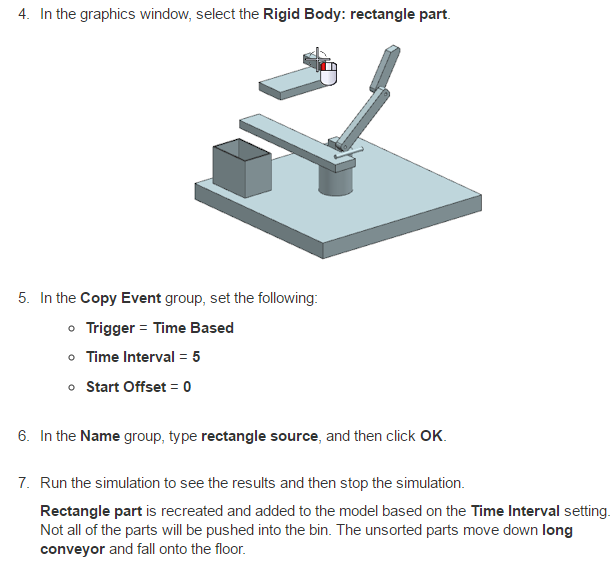 4. In the graphics window, select the Rigid Body: rectangle part.
5. In the Copy Event group, set the following:
Trigger = Time Based
Time Interval = 5
Start Offset = 0
6. In the Name group, type rectangle source, and then click OK.
7. Run the simulation to see the results and then stop the simulation.
Rectangle part is recreated and added to the model based on the Time Interval setting.
Not all of the parts will be pushed into the bin. The unsorted parts move down long
conveyor and fall onto the floor.